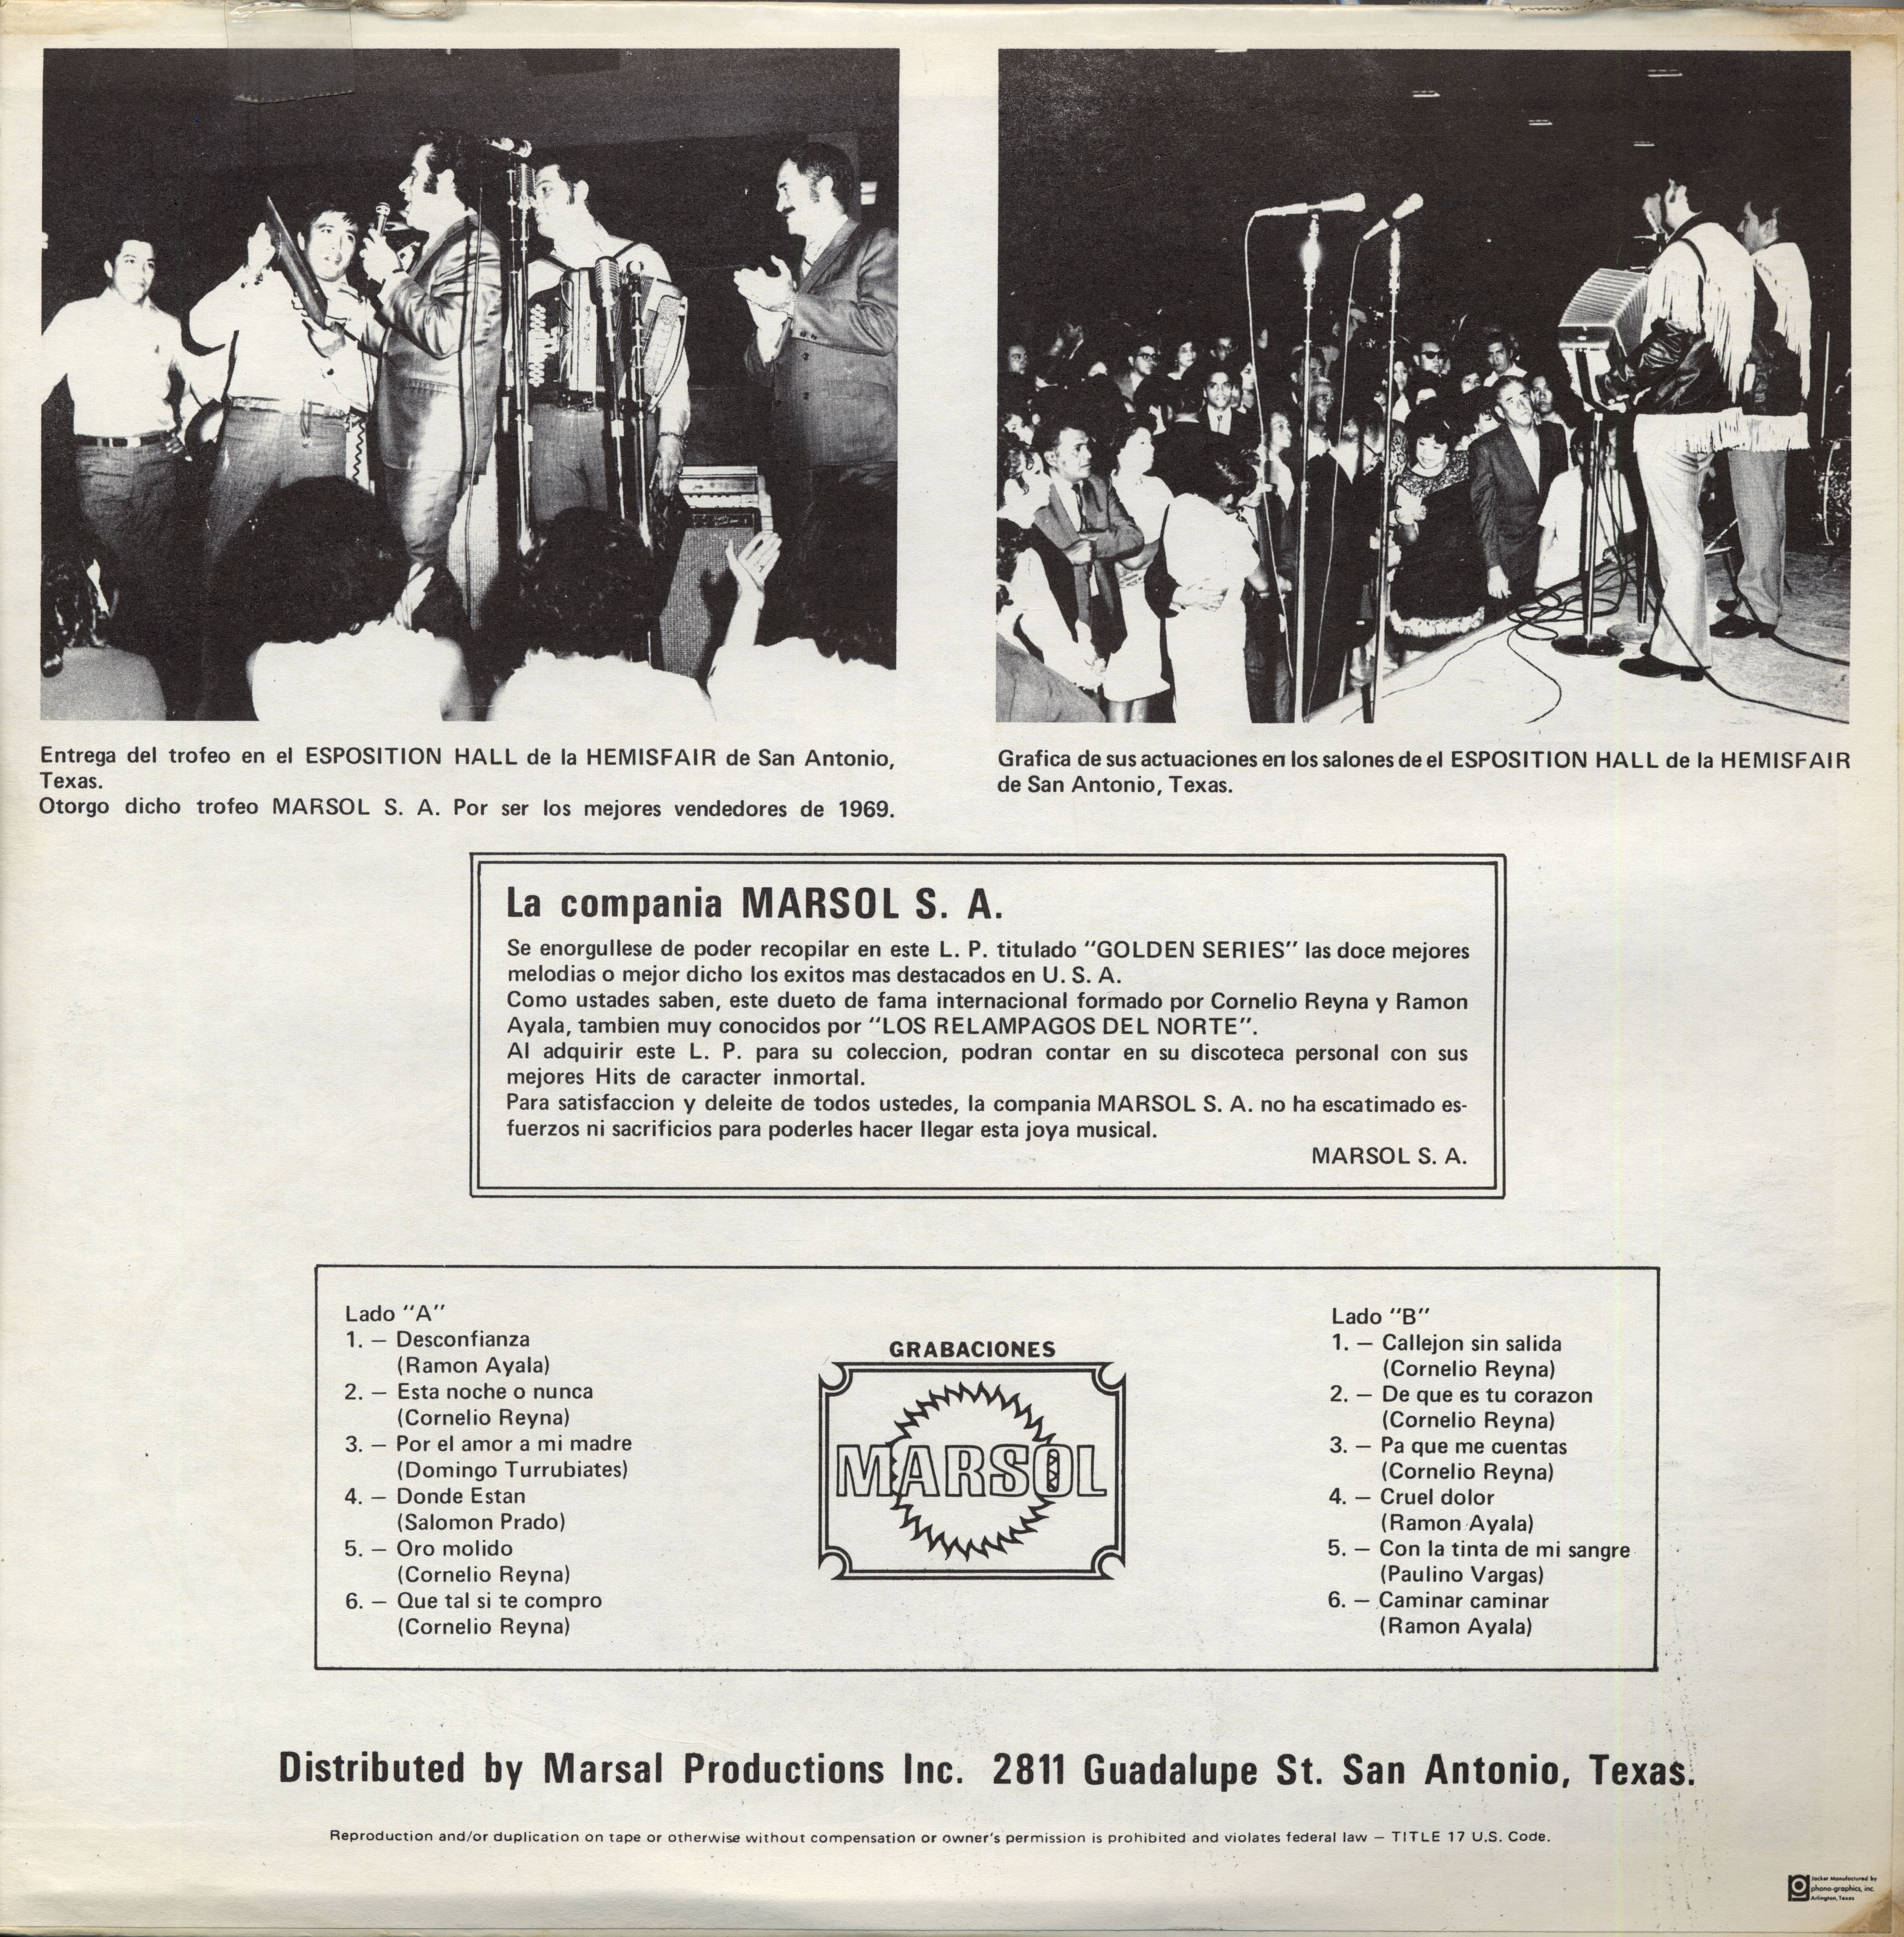 Entrega del trofeo en el ESPOSITION HALL de la HEMISFAIR de San Antonio,
Texas.
Otorgo dicho trofeo MARSOL S. A. Por ser los mejores vendedores de 1969.
Grafica de sus actuaciones en los salones de el ESPOSITION HALL de la HEMISFAIR
de San Antonio, Texas.
La compania MARSOL S. A.
Se enorgullese de poder recopilar en este L. P. titulado "GOLDEN SERIES" las doce mejores
melodias o mejor dicho los exitos mas destacados en U. S. A.
Como ustades saben, este dueto de fama internacional formado por Cornelio Reyna y Ramon
Ayala, tambien muy conocidos por "LOS RELAMPAGOS DEL NORTE".
Al adquirir este L. P. para su coleccion, podran contar en su discoteca personal con sus
mejores Hits de caracter inmortal.
Para satisfaccion y deleite de todos ustedes, la compania MARSOL S. A. no ha escatimado es-
fuerzos ni sacrificios para poderles hacer llegar esta joya musical.
MARSOL S. A.
Lado "A"
1. — Desconfianza
(Ramon Ayala)
2. — Esta noche o nunca
(Cornelio Reyna)
3. — Por el amor a mi madre
(Domingo Turrubiates)
4. — Donde Estan
(Salomon Prado)
5. — Oro molido
(Cornelio Reyna)
6. — Que tal si te compro
(Cornelio Reyna)
GRABACIONES
MARSOL
Lado "B"
1. — Callejon sin salida
(Cornelio Reyna)
2. — De que es tu corazon
(Cornelio Reyna)
3. — Pa que me cuentas
(Cornelio Reyna)
4. — Cruel dolor
(Ramon Ayala)
5. — Con la tinta de mi sangre
(Paulino Vargas)
6. — Caminar caminar
(Ramon Ayala)
Distributed by Marsal Productions Inc. 2811 Guadalupe St. San Antonio, Texas.
Reproduction and/or duplication on tape or otherwise without compensation or owner's permission is prohibited and violates federal law — TITLE 17 U.S. Code.
Jacket Manufactured by
phono-graphics, inc.
Arlington, Texas